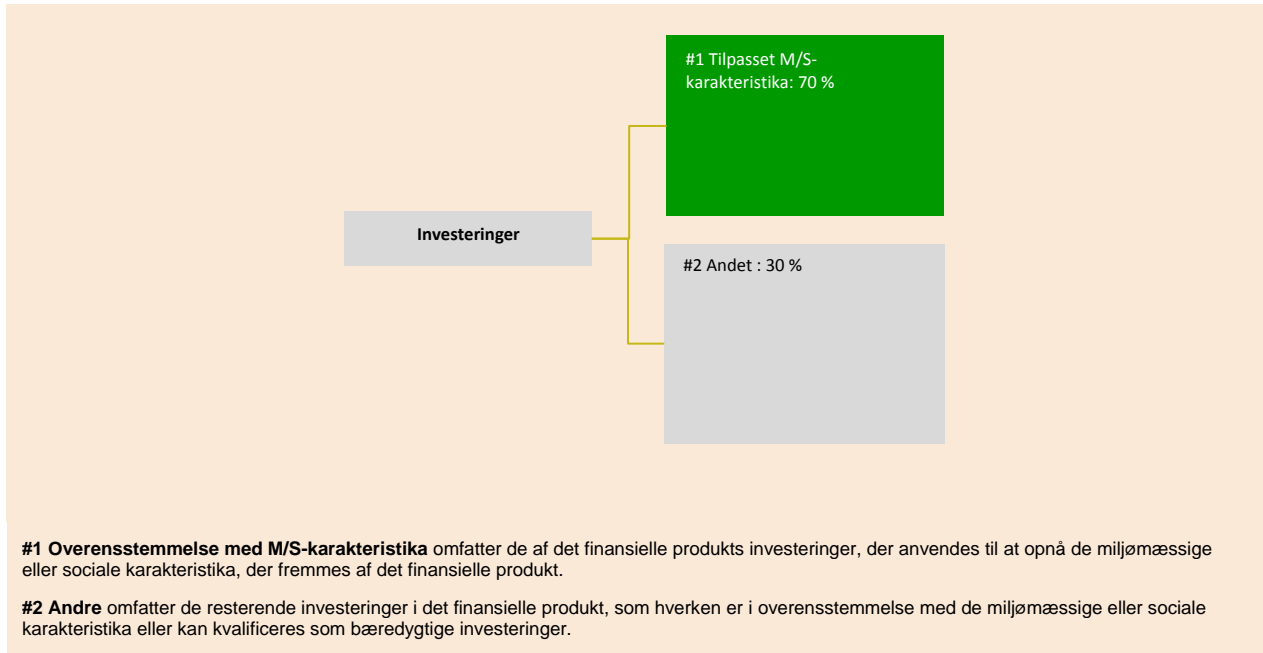 #1 Tilpasset M/S-
karakteristika: 70 %
Investeringer
#2 Andet : 30 %
#1 Overensstemmelse med M/S-karakteristika omfatter de af det finansielle produkts investeringer, der anvendes til at opnå de miljømæssige
eller sociale karakteristika, der fremmes af det finansielle produkt.
#2 Andre omfatter de resterende investeringer i det finansielle produkt, som hverken er i overensstemmelse med de miljømæssige eller sociale
karakteristika eller kan kvalificeres som bæredygtige investeringer.